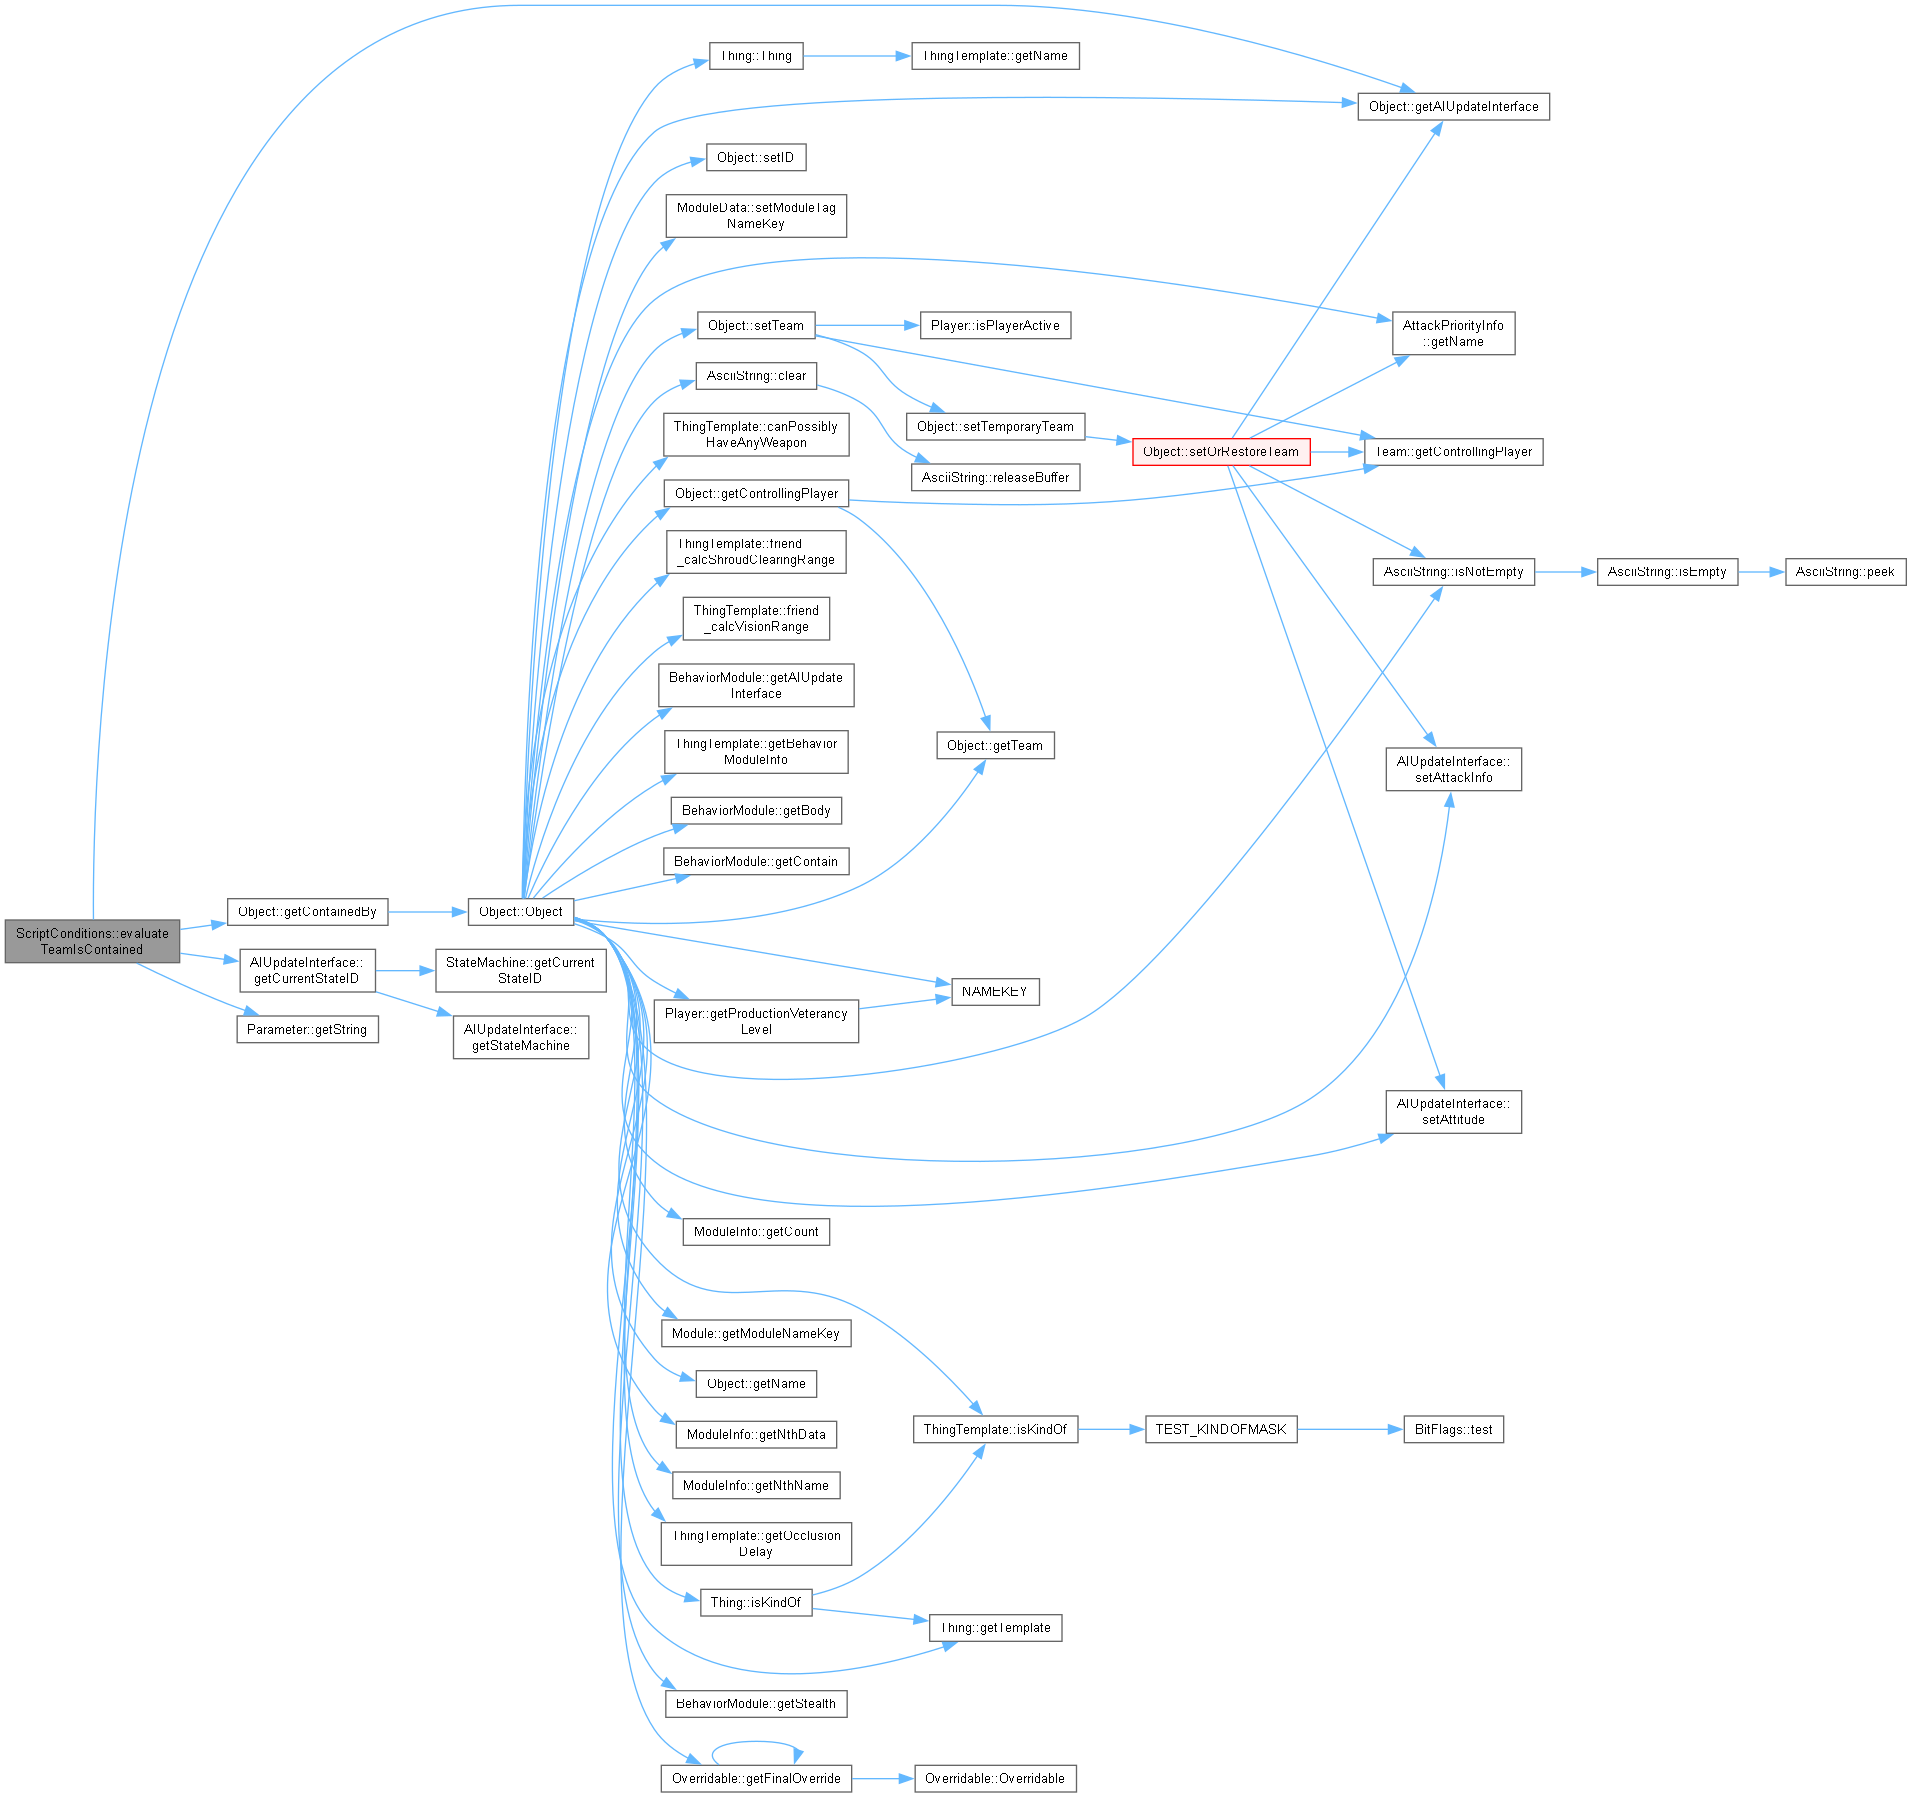 Thing::Thing
ThingTemplate::getName
Object::getAIUpdateInterface
Object::setID
ModuleData::setModuleTag
NameKey
Object::setTeam
Player::isPlayerActive
AttackPriorityInfo
::getName
AsciiString::clear
Object::setTemporaryTeam
ThingTemplate::canPossibly
HaveAnyWeapon
Object::setOrRestoreTeam
Team::getControllingPlayer
AsciiString::releaseBuffer
Object::getControllingPlayer
ThingTemplate::friend
_calcShroudClearingRange
AsciiString::isNotEmpty
AsciiString::isEmpty
AsciiString::peek
ThingTemplate::friend
_calcVisionRange
BehaviorModule::getAIUpdate
Interface
ThingTemplate::getBehavior
ModuleInfo
Object::getTeam
AIUpdateInterface::
setAttackInfo
BehaviorModule::getBody
BehaviorModule::getContain
Object::getContainedBy
Object::Object
ScriptConditions::evaluate
TeamIsContained
AIUpdateInterface::
getCurrentStateID
StateMachine::getCurrent
StateID
NAMEKEY
Player::getProductionVeterancy
Level
Parameter::getString
AIUpdateInterface::
getStateMachine
AIUpdateInterface::
setAttitude
ModuleInfo::getCount
Module::getModuleNameKey
Object::getName
ModuleInfo::getNthData
ThingTemplate::isKindOf
TEST_KINDOFMASK
BitFlags::test
ModuleInfo::getNthName
ThingTemplate::getOcclusion
Delay
Thing::isKindOf
Thing::getTemplate
BehaviorModule::getStealth
Overridable::getFinalOverride
Overridable::Overridable